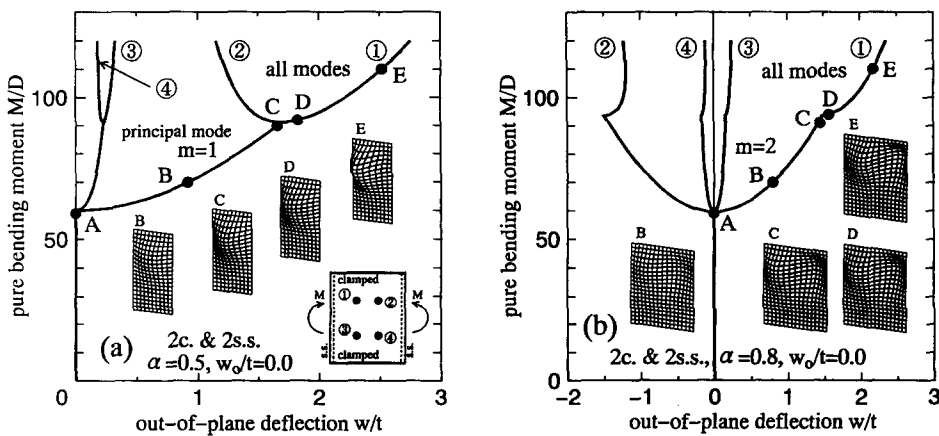 pure bending moment M/D
100
50
0
③
④
②
①
all modes
E
D
C
principal mode
m=1
B
A
E
D
C
B
clamped
M
①
②
M
③
④
s.s.
clamped
s.s.
(a)
2c. & 2s.s.
α=0.5, w₀/t=0.0
0 1 2 3
out-of-plane deflection w/t
pure bending moment M/D
100
50
0
②
④
③
①
all modes
E
D
C
m=2
B
A
E
B
C
D
(b)
2c. & 2s.s., α=0.8, w₀/t=0.0
−2 −1 0 1 2 3
out-of-plane deflection w/t